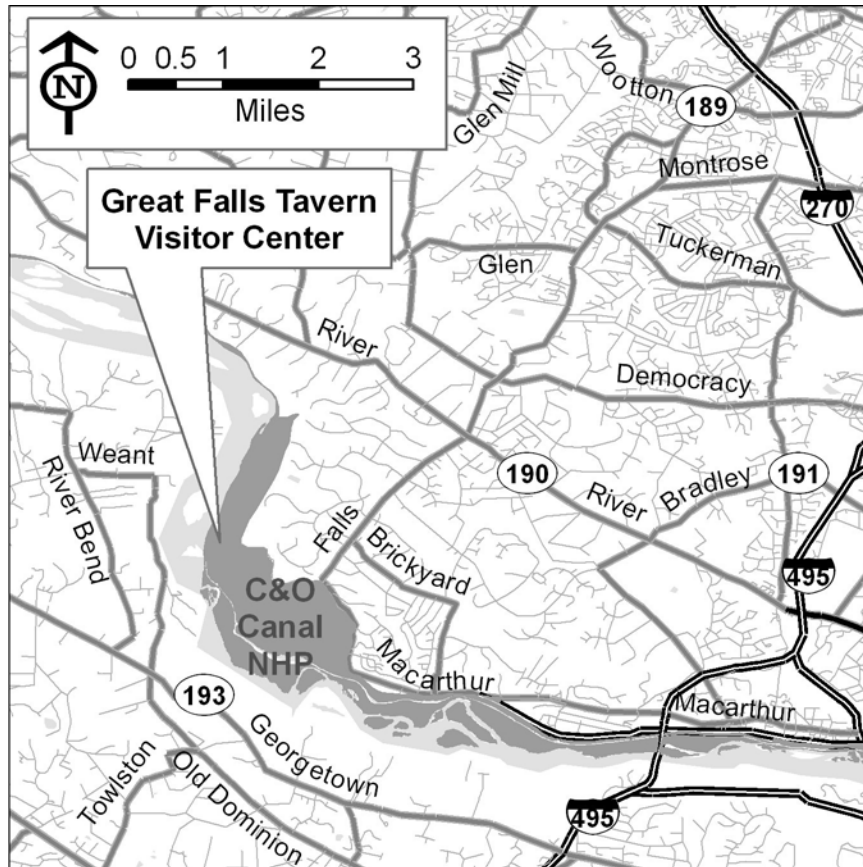 N
0 0.5 1 2 3
Miles
Great Falls Tavern
Visitor Center
Glen Mill
Wootton
189
Montrose
270
Tuckerman
Glen
River
Democracy
Weant
River Bend
190
River
Bradley
191
Falls
Brickyard
495
C&O
Canal
NHP
Macarthur
Macarthur
193
Georgetown
Towlston
Old Dominion
495